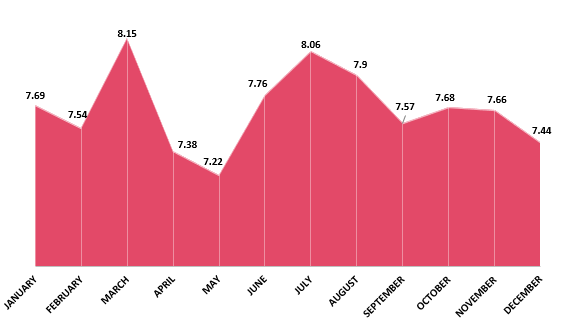 7.69
7.54
8.15
7.38
7.22
7.76
8.06
7.9
7.57
7.68
7.66
7.44
JANUARY
FEBRUARY
MARCH
APRIL
MAY
JUNE
JULY
AUGUST
SEPTEMBER
OCTOBER
NOVEMBER
DECEMBER